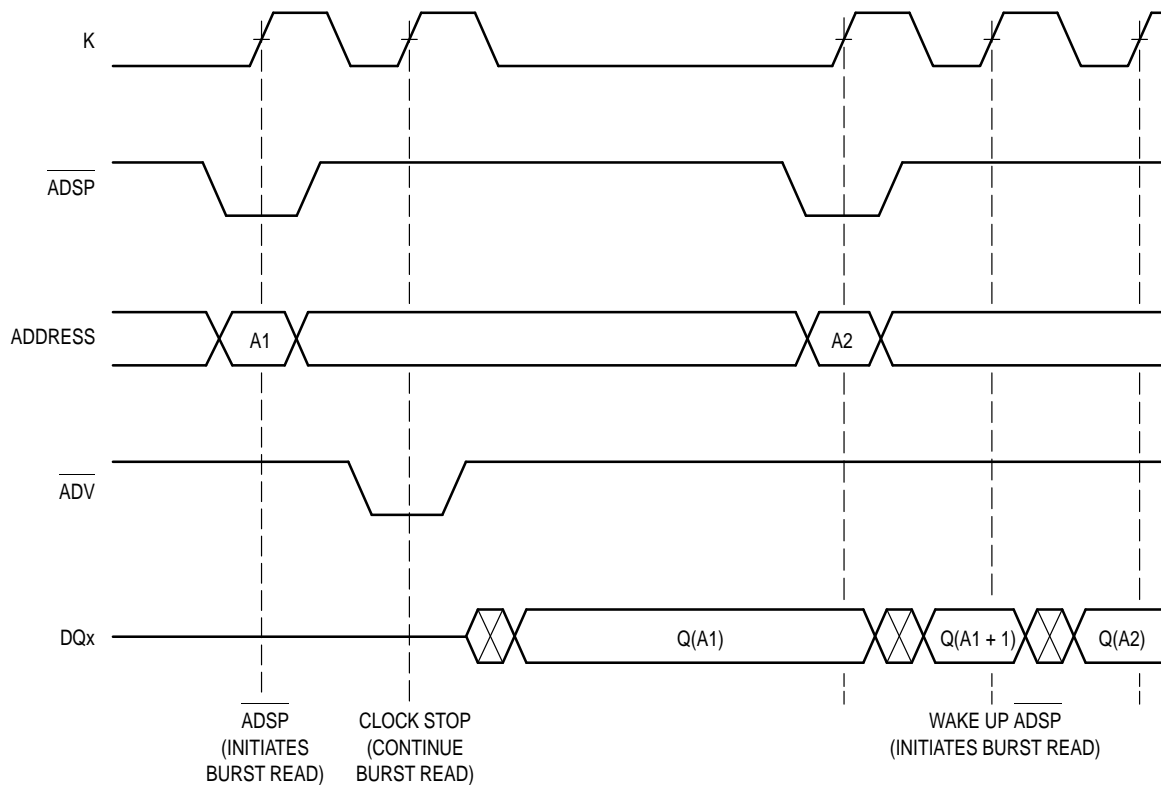 K
ADSP
ADDRESS
A1
A2
ADV
DQx
Q(A1)
Q(A1 + 1)
Q(A2)
ADSP
(INITIATES
BURST READ)
CLOCK STOP
(CONTINUE
BURST READ)
WAKE UP ADSP
(INITIATES BURST READ)